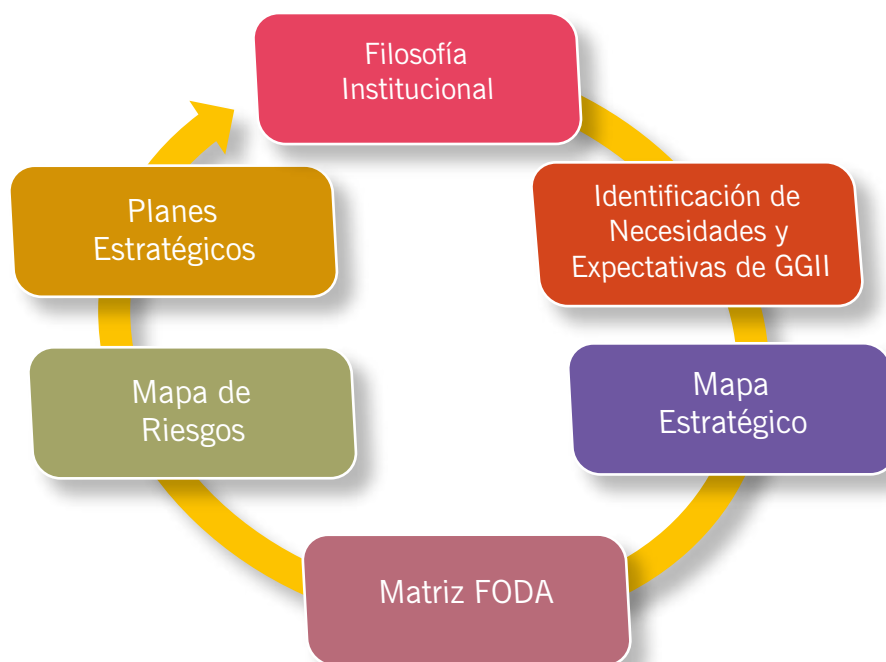 Filosofía
Institucional
Identificación de
Necesidades y
Expectativas de GGII
Mapa
Estratégico
Matriz FODA
Mapa de
Riesgos
Planes
Estratégicos